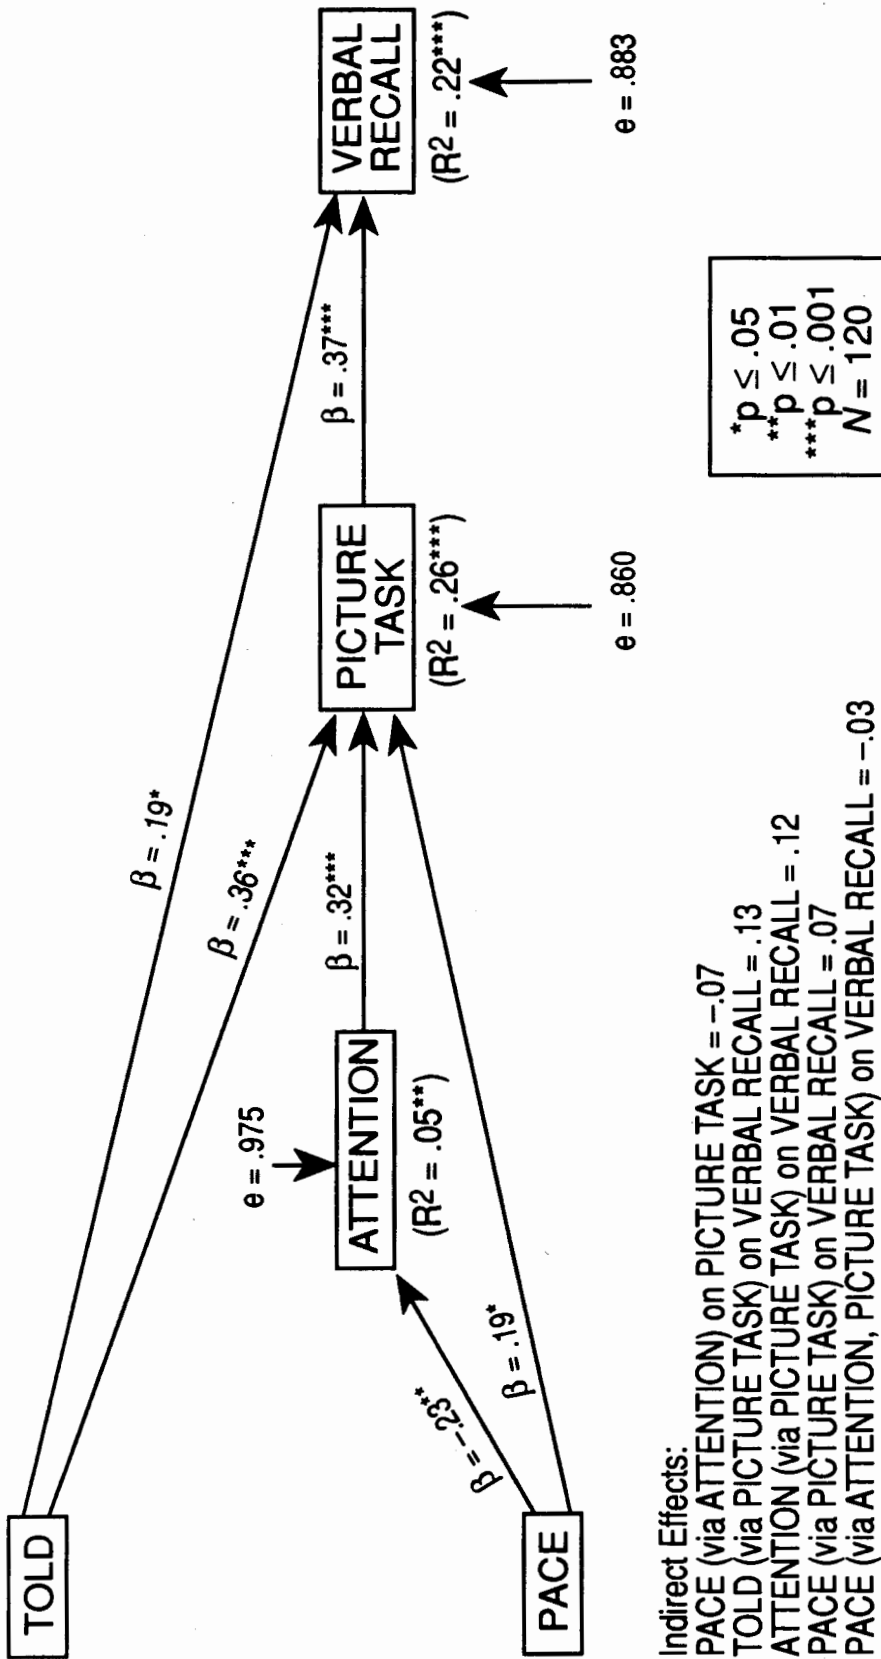 TOLD
β = .19*
VERBAL
RECALL
(R² = .22***)
e = .883
β = .36***
β = .37***
e = .975
ATTENTION
(R² = .05**)
β = .32***
PICTURE
TASK
(R² = .26***)
e = .860
β = –.23**
β = .19*
PACE
*p ≤ .05
**p ≤ .01
***p ≤ .001
N = 120
Indirect Effects:
PACE (via ATTENTION) on PICTURE TASK = –.07
TOLD (via PICTURE TASK) on VERBAL RECALL = .13
ATTENTION (via PICTURE TASK) on VERBAL RECALL = .12
PACE (via PICTURE TASK) on VERBAL RECALL = .07
PACE (via ATTENTION, PICTURE TASK) on VERBAL RECALL = –.03